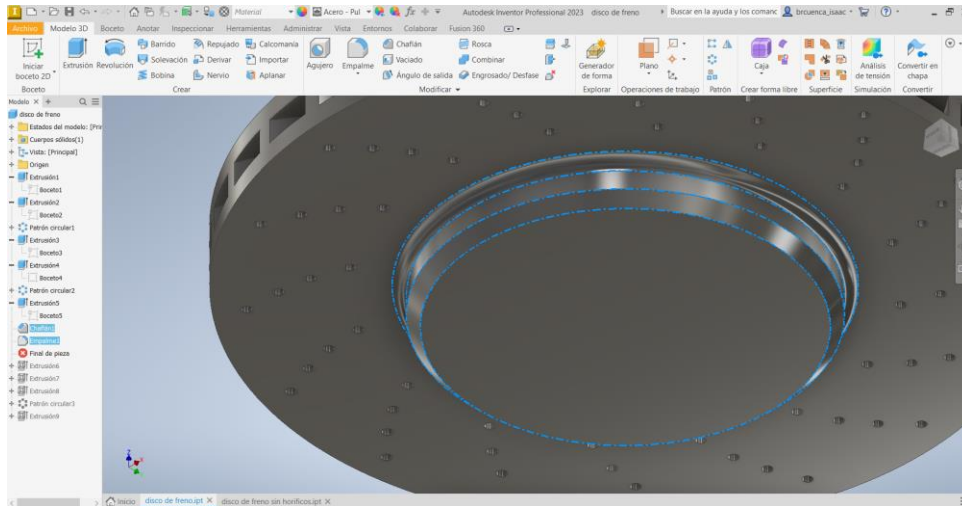 Material
Acero - Pul
Autodesk Inventor Professional 2023 disco de freno
Buscar en la ayuda y los comanc
brcuenca_isaac
Archivo Modelo 3D Boceto Anotar Inspeccionar Herramientas Administrar Vista Entornos Colaborar Fusion 360
Iniciar
boceto 2D
Extrusión Revolución
Barrido Repujado Calcomanía
Solevación Derivar Importar
Bobina Nervio Aplanar
Agujero Empalme
Chaflán Rosca
Vaciado Combinar
Ángulo de salida Engrosado/ Desfase
Generador
de forma
Plano
Caja
Análisis
de tensión
Convertir en
chapa
Boceto Crear Modificar Explorar Operaciones de trabajo Patrón Crear forma libre Superficie Simulación Convertir
Modelo
disco de freno
Estados del modelo: [Pri
Cuerpos sólidos(1)
Vista: [Principal]
Origen
Extrusión1
Boceto1
Extrusión2
Boceto2
Patrón circular1
Extrusión3
Boceto3
Extrusión4
Boceto4
Patrón circular2
Extrusión5
Boceto5
Chaflán1
Empalme1
Final de pieza
Extrusión6
Extrusión7
Extrusión8
Patrón circular3
Extrusión9
Inicio disco de freno.ipt disco de freno sin horificos.ipt